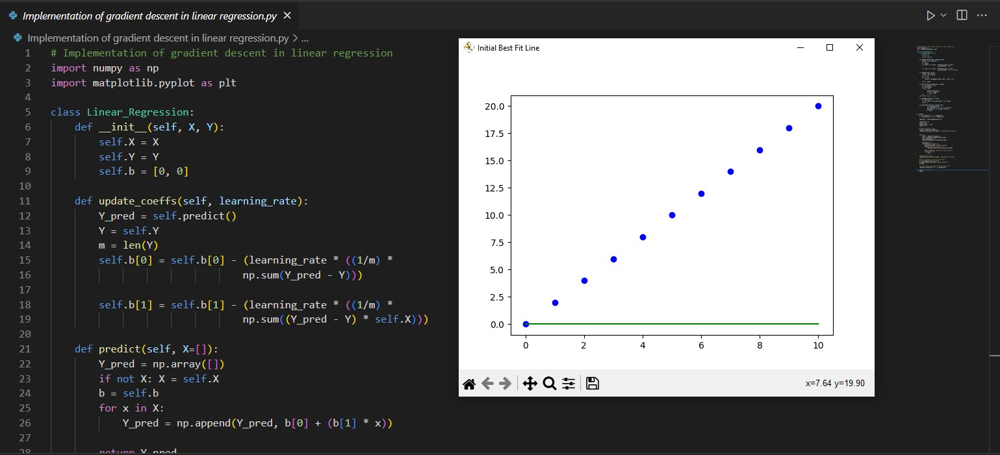 Implementation of gradient descent in linear regression.py
Implementation of gradient descent in linear regression.py > ...
1 # Implementation of gradient descent in linear regression
2 import numpy as np
3 import matplotlib.pyplot as plt
4
5 class Linear_Regression:
6 def __init__(self, X, Y):
7 self.X = X
8 self.Y = Y
9 self.b = [0, 0]
10
11 def update_coeffs(self, learning_rate):
12 Y_pred = self.predict()
13 Y = self.Y
14 m = len(Y)
15 self.b[0] = self.b[0] - (learning_rate * ((1/m) *
16 np.sum(Y_pred - Y)))
17
18 self.b[1] = self.b[1] - (learning_rate * ((1/m) *
19 np.sum((Y_pred - Y) * self.X)))
20
21 def predict(self, X=[]):
22 Y_pred = np.array([])
23 if not X: X = self.X
24 b = self.b
25 for x in X:
26 Y_pred = np.append(Y_pred, b[0] + (b[1] * x))
27
28 return Y_pred
Initial Best Fit Line
20.0
17.5
15.0
12.5
10.0
7.5
5.0
2.5
0.0
0 2 4 6 8 10
x=7.64 y=19.90